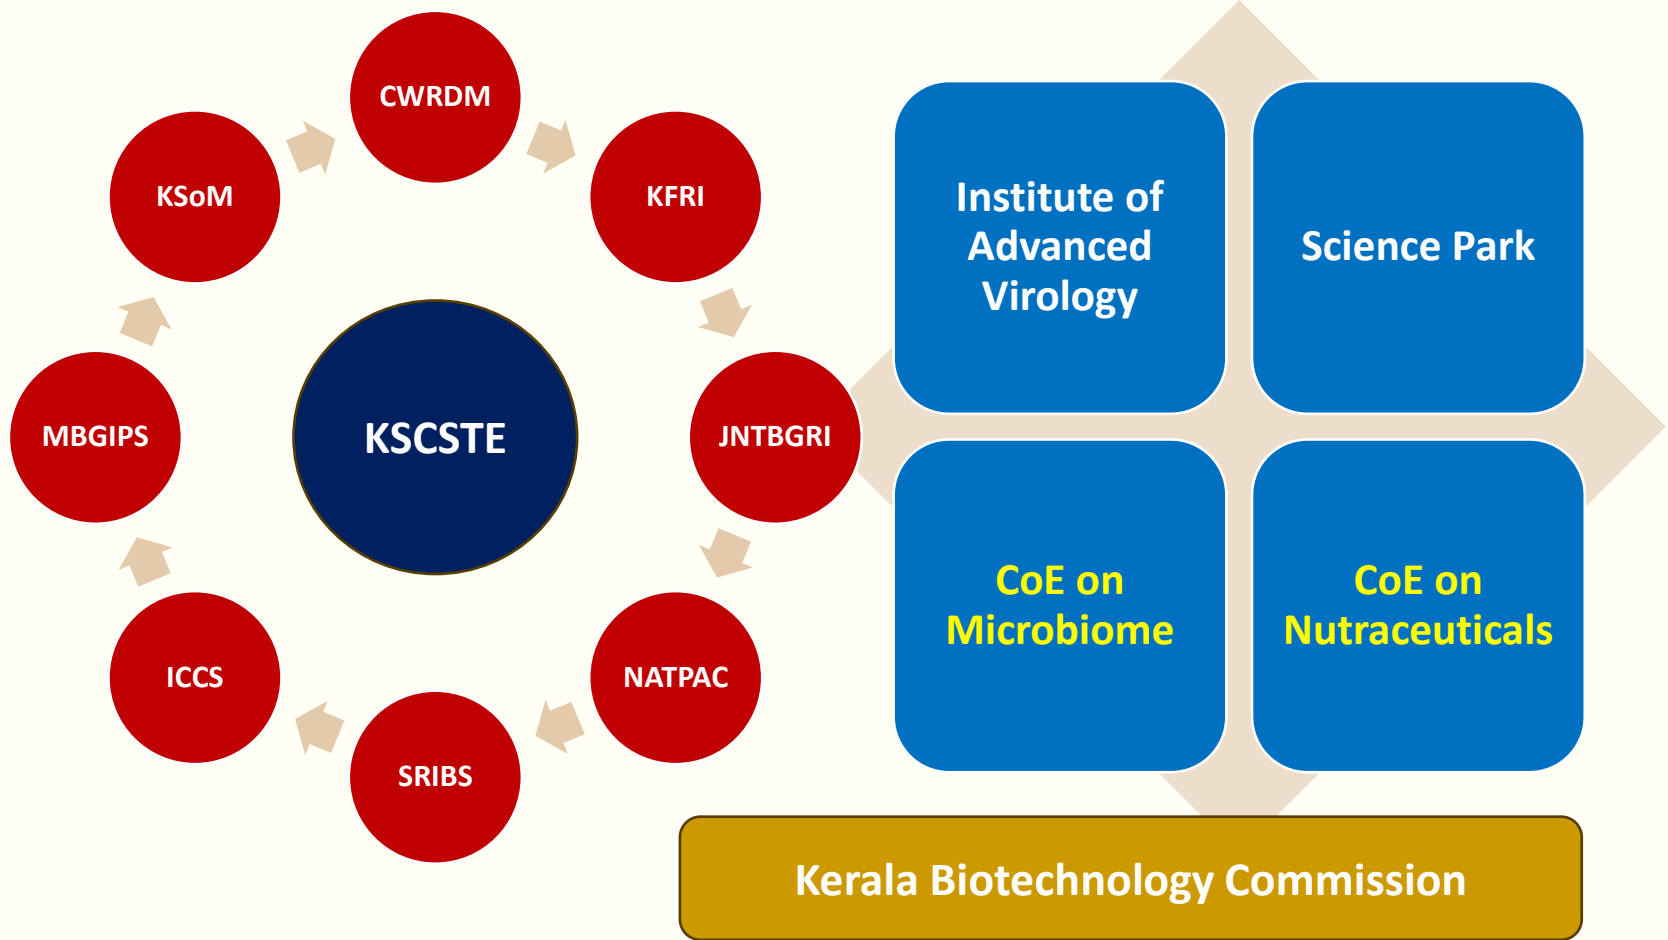 CWRDM
KFRI
JNTBGRI
NATPAC
SRIBS
ICCS
MBGIPS
KSoM
KSCSTE
Institute of
Advanced
Virology
Science Park
CoE on
Microbiome
CoE on
Nutraceuticals
Kerala Biotechnology Commission